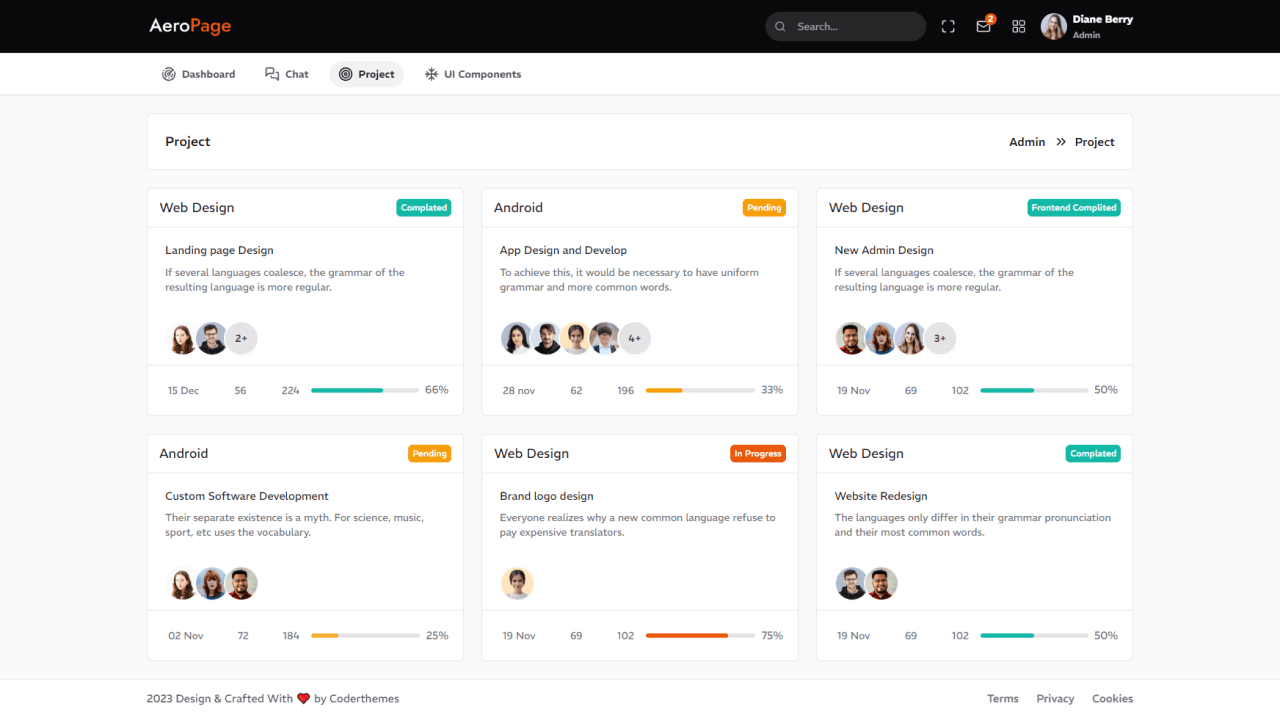 AeroPage
Search...
2
Diane Berry
Admin
Dashboard
Chat
Project
UI Components
Project
Admin
Project
Web Design
Complated
Landing page Design
If several languages coalesce, the grammar of the
resulting language is more regular.
2+
15 Dec 56 224 66%
Android
Pending
App Design and Develop
To achieve this, it would be necessary to have uniform
grammar and more common words.
4+
28 nov 62 196 33%
Web Design
Frontend Complited
New Admin Design
If several languages coalesce, the grammar of the
resulting language is more regular.
3+
19 Nov 69 102 50%
Android
Pending
Custom Software Development
Their separate existence is a myth. For science, music,
sport, etc uses the vocabulary.
02 Nov 72 184 25%
Web Design
In Progress
Brand logo design
Everyone realizes why a new common language refuse to
pay expensive translators.
19 Nov 69 102 75%
Web Design
Complated
Website Redesign
The languages only differ in their grammar pronunciation
and their most common words.
19 Nov 69 102 50%
2023 Design & Crafted With ❤ by Coderthemes
Terms Privacy Cookies